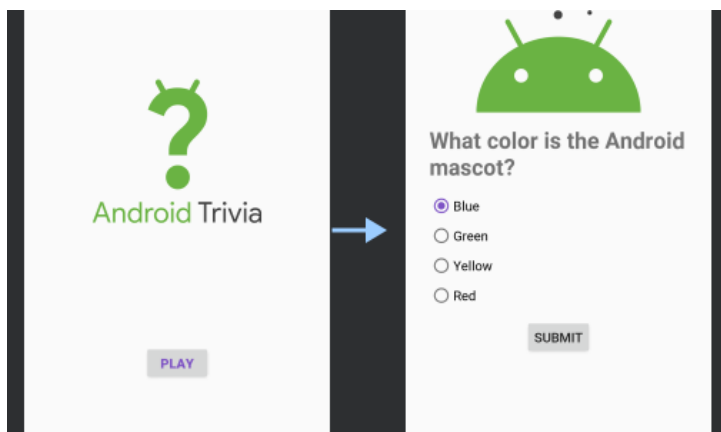 Android Trivia
PLAY
What color is the Android
mascot?
Blue
Green
Yellow
Red
SUBMIT